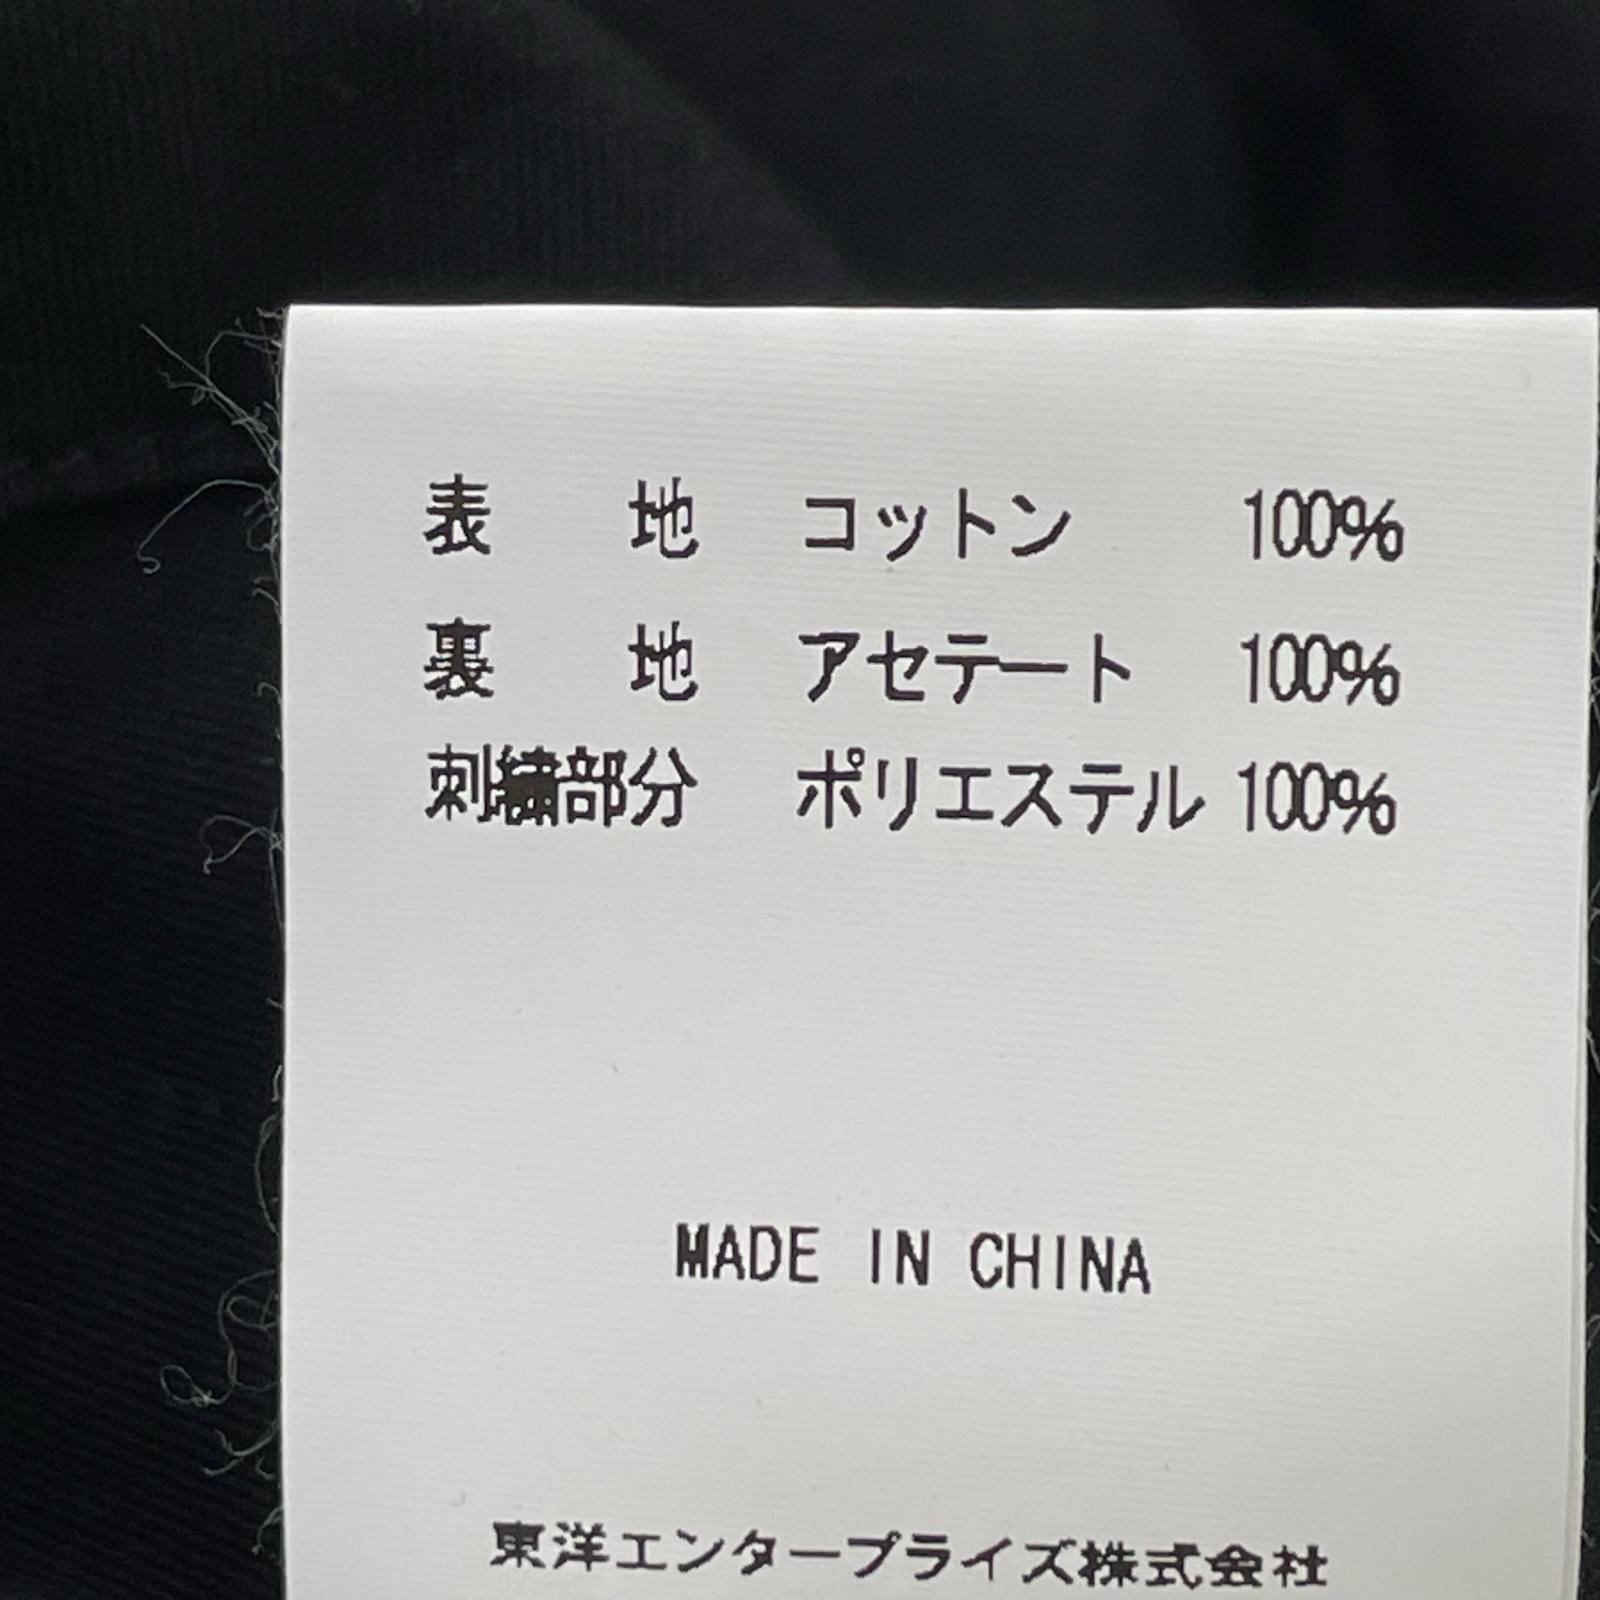 表地 コットン 100%
裏地 アセテート 100%
刺繍部分 ポリエステル 100%
MADE IN CHINA
東洋エンタープライズ株式会社